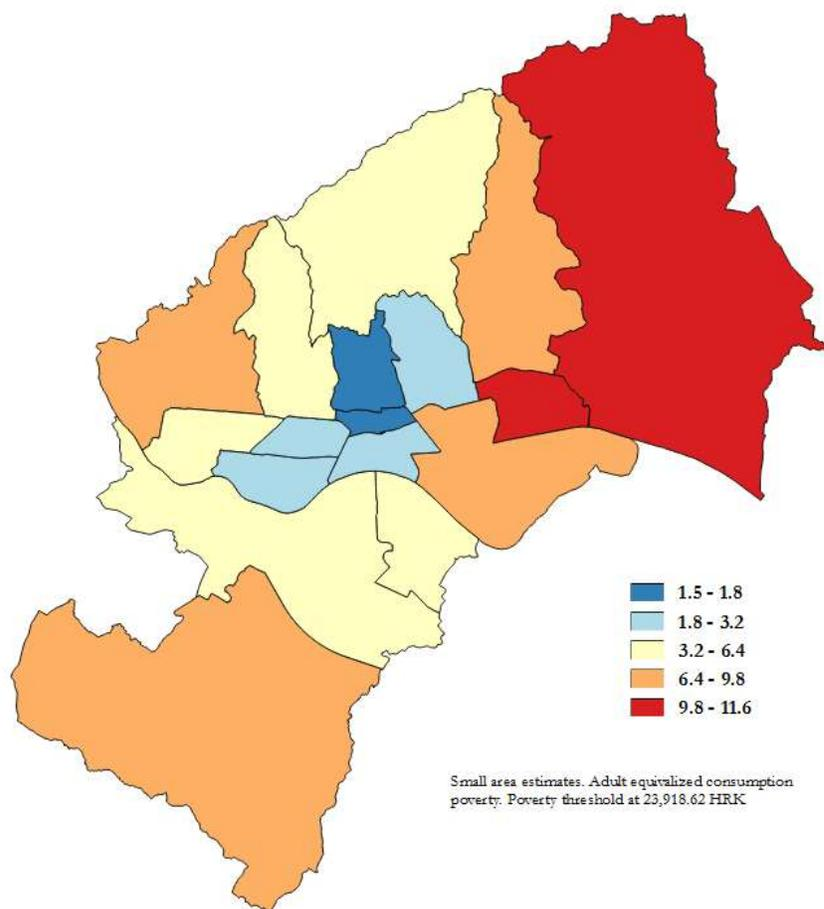 1.5 - 1.8
1.8 - 3.2
3.2 - 6.4
6.4 - 9.8
9.8 - 11.6
Small area estimates. Adult equivalized consumption
poverty. Poverty threshold at 23,918.62 HRK